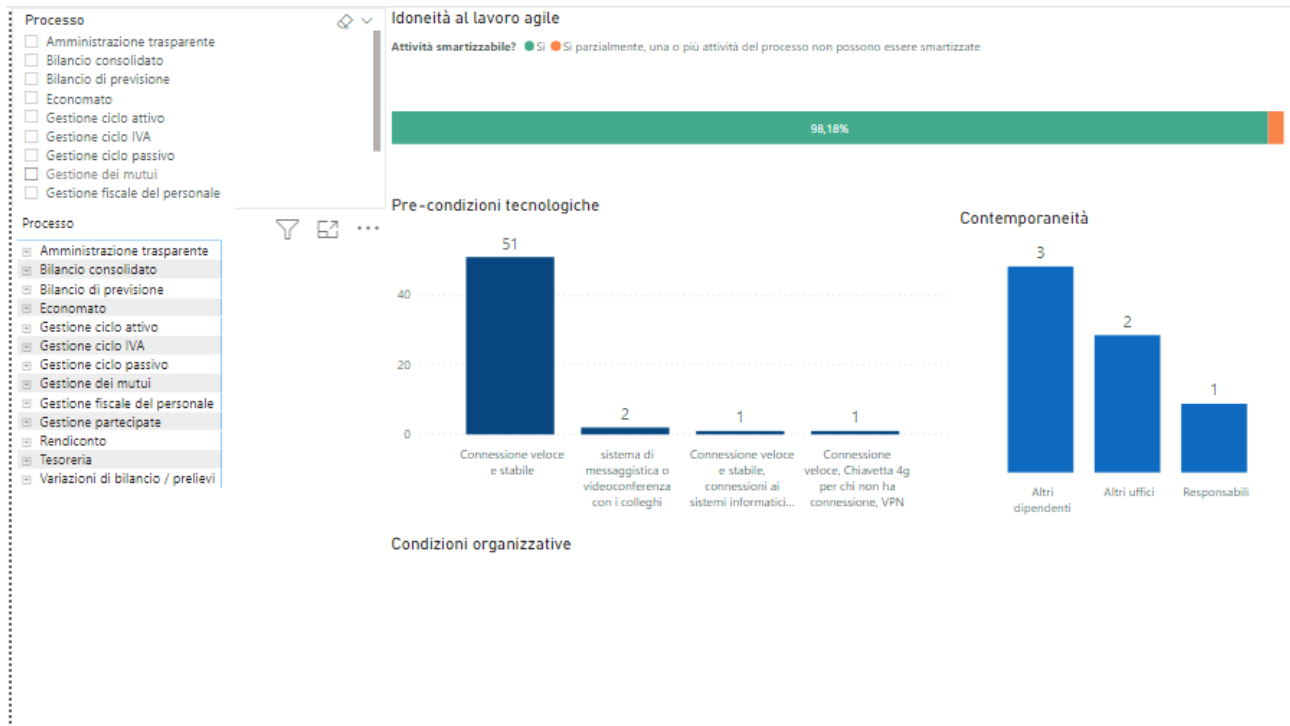 Processo
Amministrazione trasparente
Bilancio consolidato
Bilancio di previsione
Economato
Gestione ciclo attivo
Gestione ciclo IVA
Gestione ciclo passivo
Gestione dei mutui
Gestione fiscale del personale
Processo
Amministrazione trasparente
Bilancio consolidato
Bilancio di previsione
Economato
Gestione ciclo attivo
Gestione ciclo IVA
Gestione ciclo passivo
Gestione dei mutui
Gestione fiscale del personale
Gestione partecipate
Rendiconto
Tesoreria
Variazioni di bilancio / prelievi
Idoneità al lavoro agile
Attività smartizzabile? Sì Sì parzialmente, una o più attività del processo non possono essere smartizzate
98,18%
Pre-condizioni tecnologiche
51
40
20
2
1
1
0
Connessione veloce
e stabile
sistema di
messaggistica o
videoconferenza
con i colleghi
Connessione veloce
e stabile,
connessioni ai
sistemi informatici...
Connessione
veloce, Chiavetta 4g
per chi non ha
connessione, VPN
Contemporaneità
3
2
1
Altri
dipendenti
Altri uffici
Responsabili
Condizioni organizzative